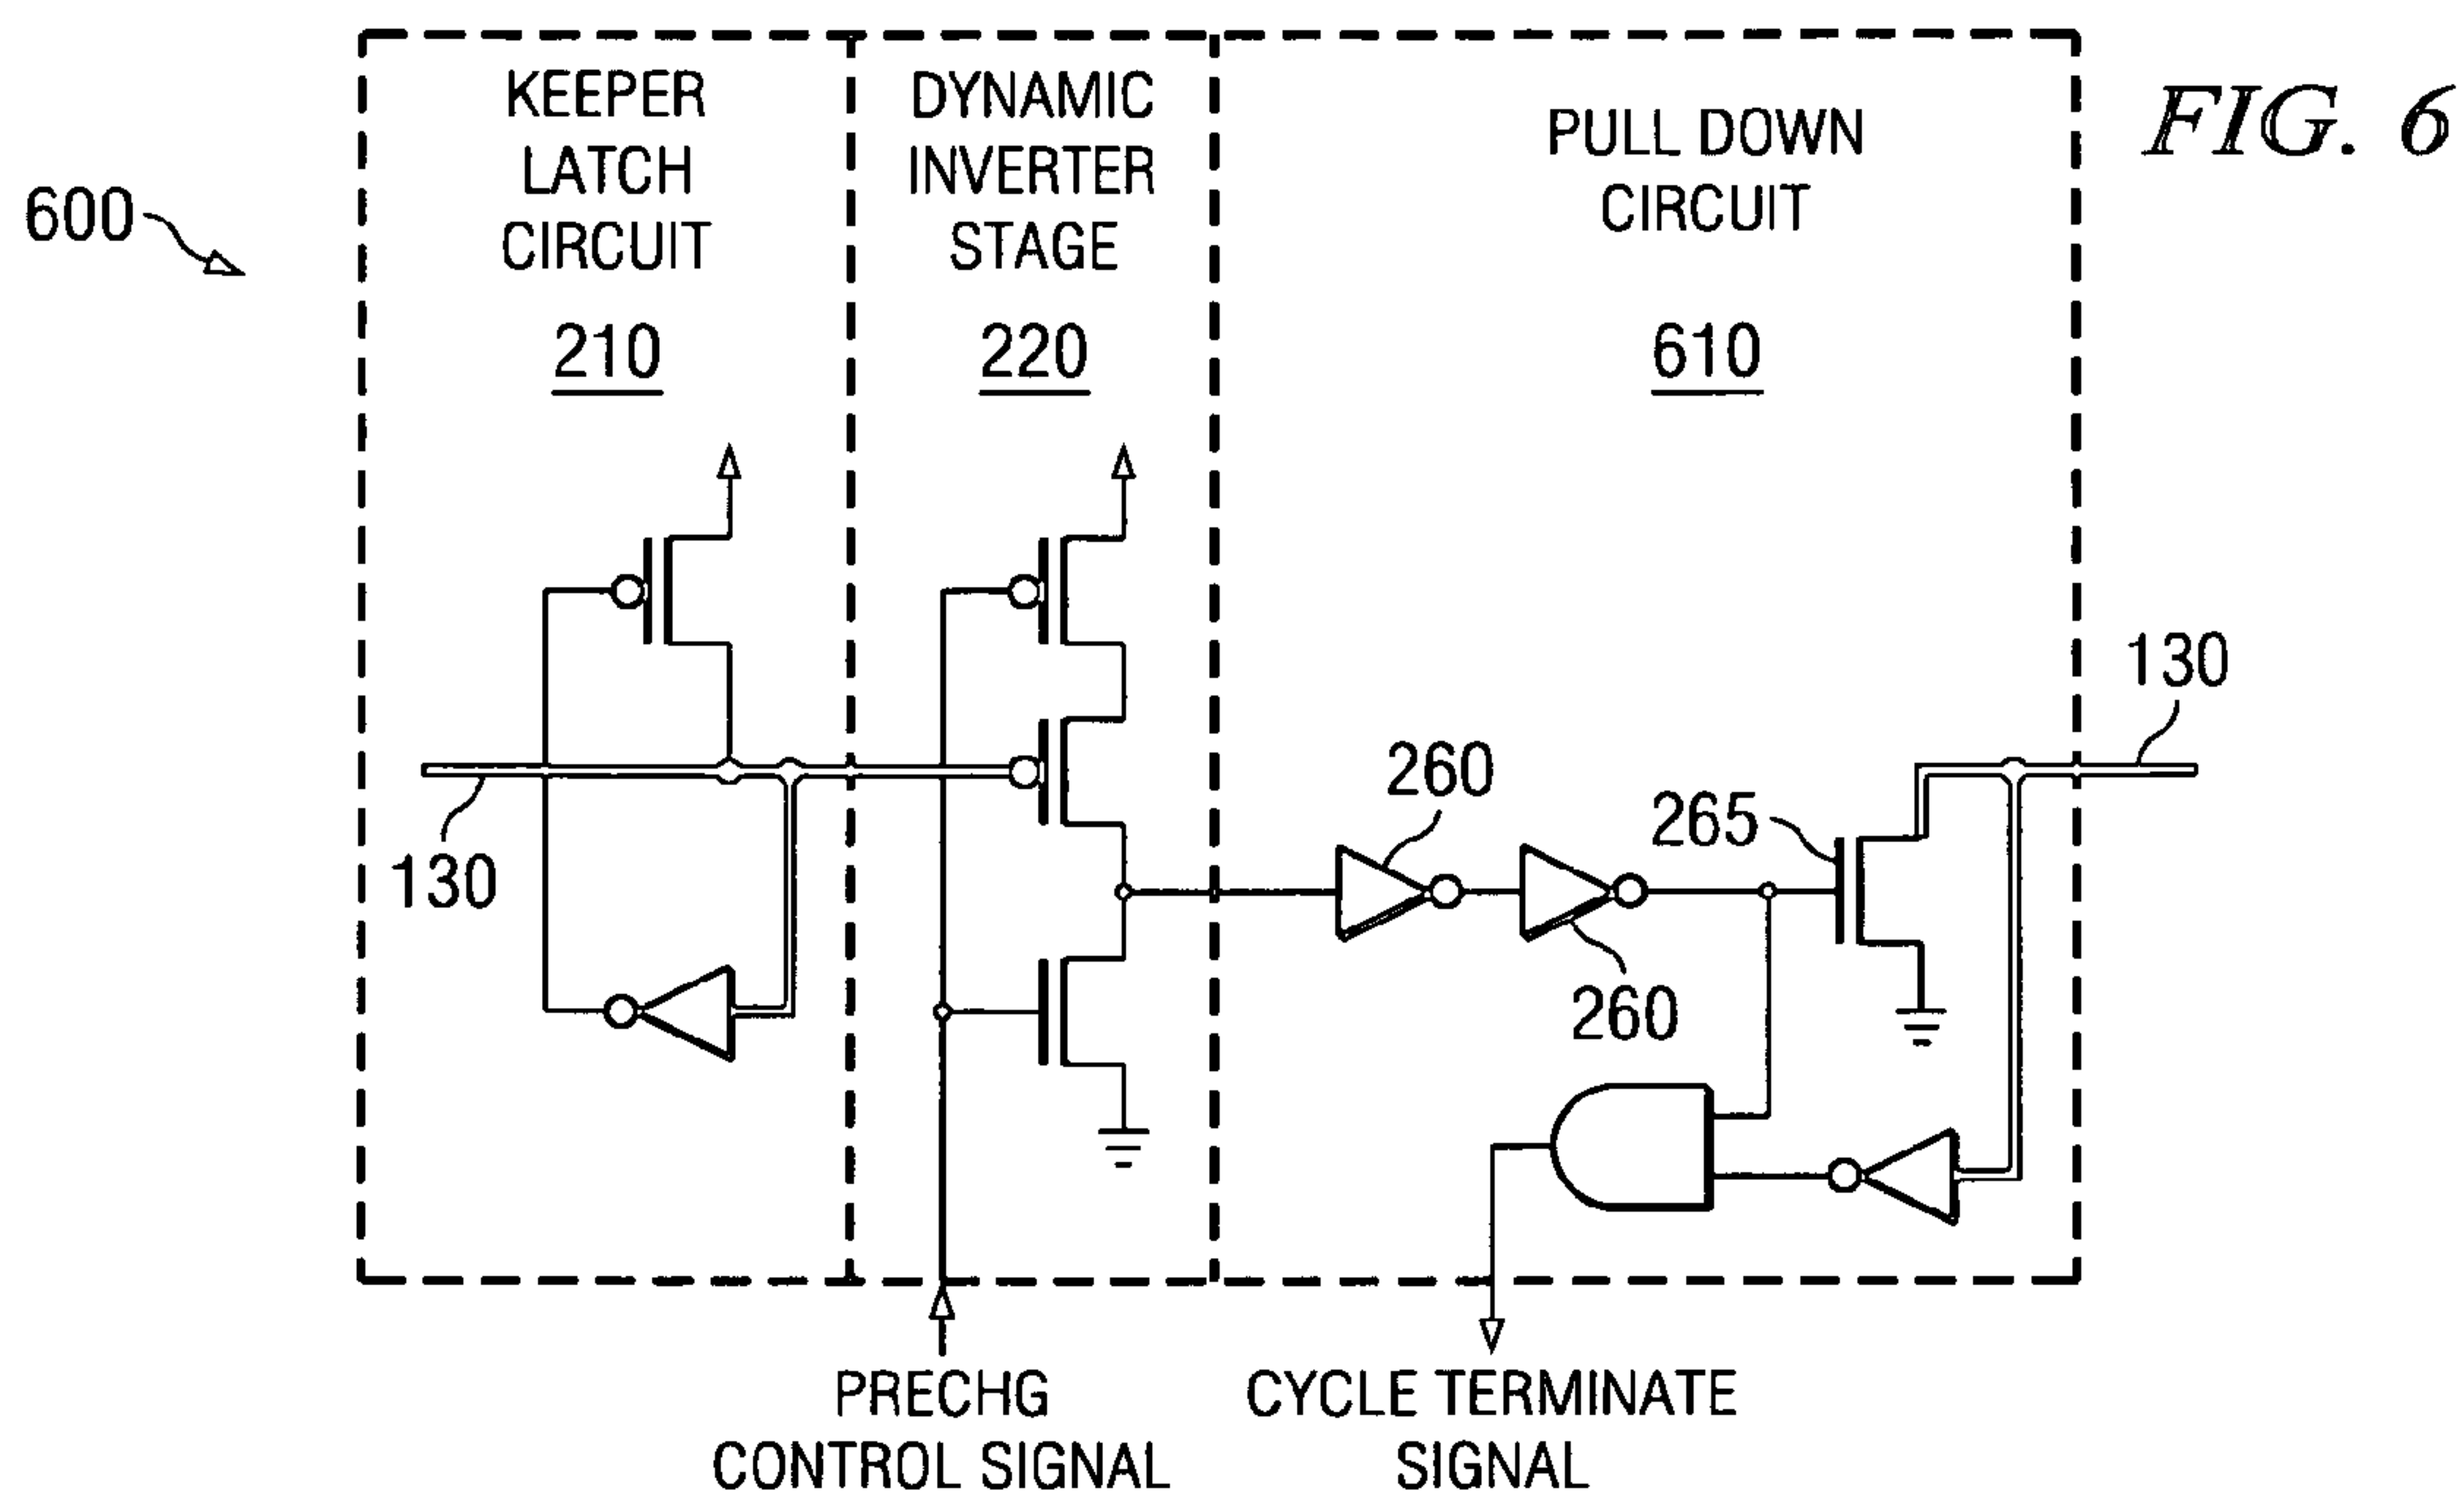 FIG. 6
600
KEEPER
LATCH
CIRCUIT
210
DYNAMIC
INVERTER
STAGE
220
PULL DOWN
CIRCUIT
610
130
130
260
260
265
PRECHG
CONTROL SIGNAL
CYCLE TERMINATE
SIGNAL